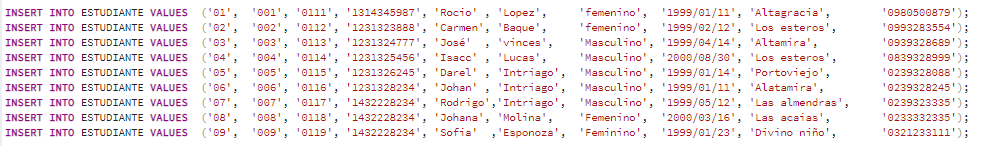 INSERT INTO ESTUDIANTE VALUES ('01', '001', '0111', '1314345987', 'Rocio' , 'Lopez', 'femenino', '1999/01/11', 'Altagracia', '0980500879');
INSERT INTO ESTUDIANTE VALUES ('02', '002', '0112', '1231323888', 'Carmen', 'Baque', 'femenino', '1999/02/12', 'Los esteros', '0993283554');
INSERT INTO ESTUDIANTE VALUES ('03', '003', '0113', '1231324777', 'José' , 'vinces', 'Masculino', '1999/04/14', 'Altamira', '0939328689');
INSERT INTO ESTUDIANTE VALUES ('04', '004', '0114', '1231325456', 'Isacc' , 'Lucas', 'Masculino', '2000/08/30', 'Los esteros', '0839328999');
INSERT INTO ESTUDIANTE VALUES ('05', '005', '0115', '1231326245', 'Darel' , 'Intriago', 'Masculino', '1999/01/14', 'Portoviejo', '0239328088');
INSERT INTO ESTUDIANTE VALUES ('06', '006', '0116', '1231328234', 'Johan' , 'Intriago', 'Masculino', '1999/01/11', 'Alatamira', '0239328245');
INSERT INTO ESTUDIANTE VALUES ('07', '007', '0117', '1432228234', 'Rodrigo','Intriago', 'Masculino', '1999/05/12', 'Las almendras', '0239323335');
INSERT INTO ESTUDIANTE VALUES ('08', '008', '0118', '1432228234', 'Johana', 'Molina', 'Femenino', '2000/03/16', 'Las acaias', '0233332335');
INSERT INTO ESTUDIANTE VALUES ('09', '009', '0119', '1432228234', 'Sofia' ,'Esponoza', 'Feminino', '1999/01/23', 'Divino niño', '0321233111');